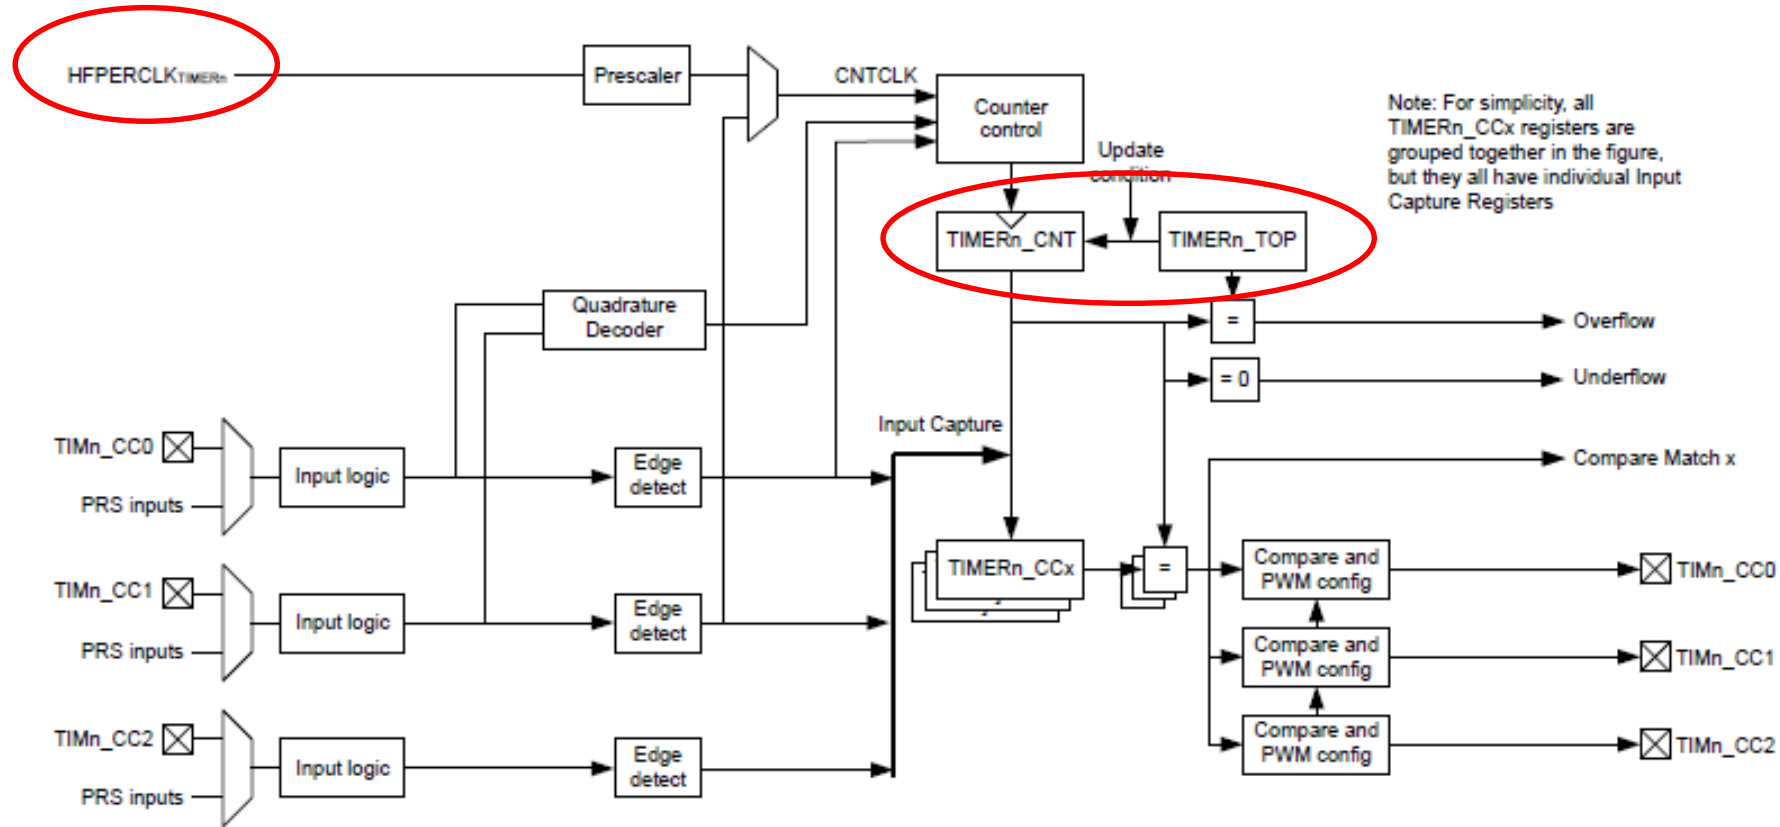 HFPERCLKTIMERn
Prescaler
CNTCLK
Counter
control
Note: For simplicity, all
TIMERn_CCx registers are
grouped together in the figure,
but they all have individual Input
Capture Registers
Update
condition
TIMERn_CNT
TIMERn_TOP
Quadrature
Decoder
=
Overflow
= 0
Underflow
Input Capture
TIMn_CC0
PRS inputs
Input logic
Edge
detect
Compare Match x
TIMERn_CCx
=
Compare and
PWM config
TIMn_CC0
TIMn_CC1
PRS inputs
Input logic
Edge
detect
Compare and
PWM config
TIMn_CC1
TIMn_CC2
PRS inputs
Input logic
Edge
detect
Compare and
PWM config
TIMn_CC2